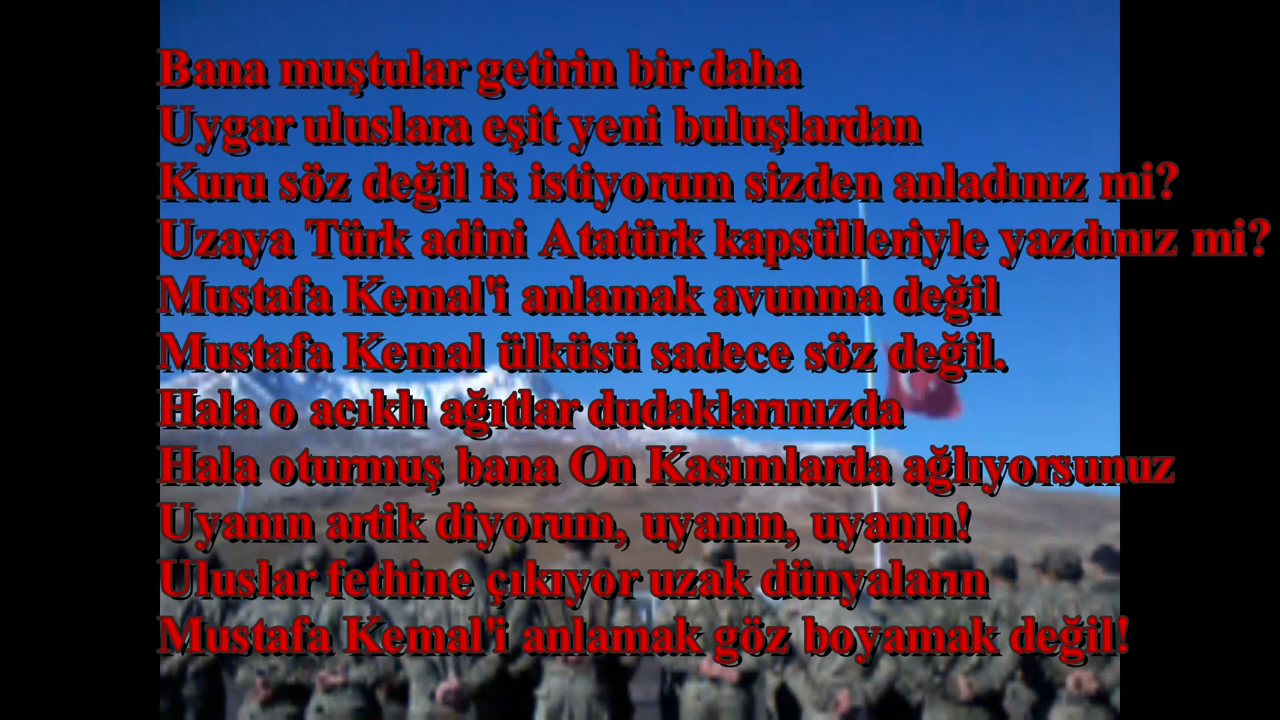 Bana muştular getirin bir daha
Uygar uluslara eşit yeni buluşlardan
Kuru söz değil is istiyorum sizden anladınız mi?
Uzaya Türk adini Atatürk kapsülleriyle yazdınız mi?
Mustafa Kemal'i anlamak avunma değil
Mustafa Kemal ülküsü sadece söz değil.
Hala o acıklı ağıtlar dudaklarınızda
Hala oturmuş bana On Kasımlarda ağlıyorsunuz
Uyanın artik diyorum, uyanın, uyanın!
Uluslar fethine çıkıyor uzak dünyaların
Mustafa Kemal'i anlamak göz boyamak değil!